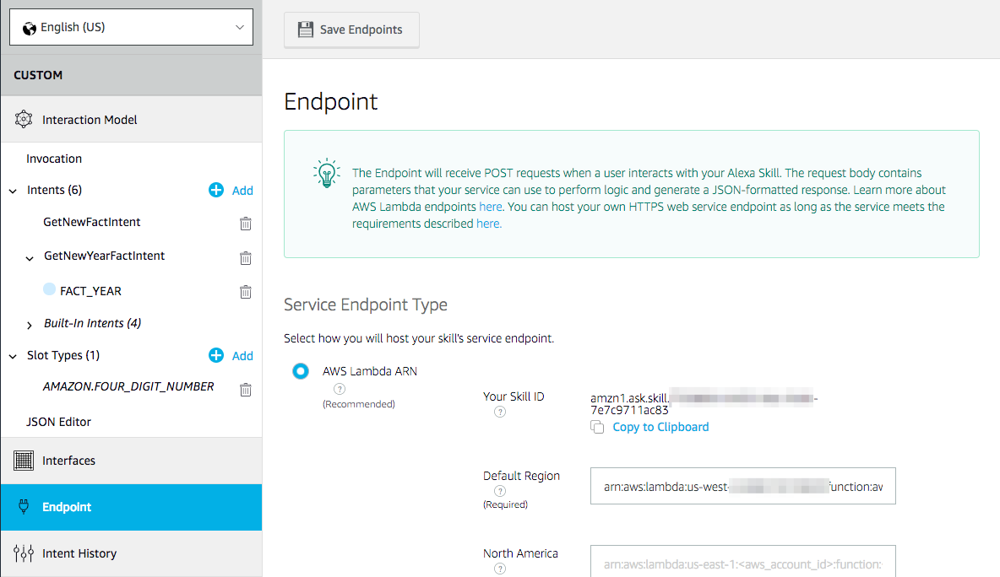 English (US)
Save Endpoints
CUSTOM
Interaction Model
Invocation
Intents (6)
Add
GetNewFactIntent
GetNewYearFactIntent
FACT_YEAR
Built-In Intents (4)
Slot Types (1)
Add
AMAZON.FOUR_DIGIT_NUMBER
JSON Editor
Interfaces
Endpoint
Intent History
Endpoint
The Endpoint will receive POST requests when a user interacts with your Alexa Skill. The request body contains
parameters that your service can use to perform logic and generate a JSON-formatted response. Learn more about
AWS Lambda endpoints here. You can host your own HTTPS web service endpoint as long as the service meets the
requirements described here.
Service Endpoint Type
Select how you will host your skill's service endpoint.
AWS Lambda ARN
?
(Recommended)
Your Skill ID
?
amzn1.ask.skill.-
7e7c9711ac83
Copy to Clipboard
Default Region
?
(Required)
arn:aws:lambda:us-west- function:av
North America
?
arn:aws:lambda:us-east-1:<aws_account_id>:function: